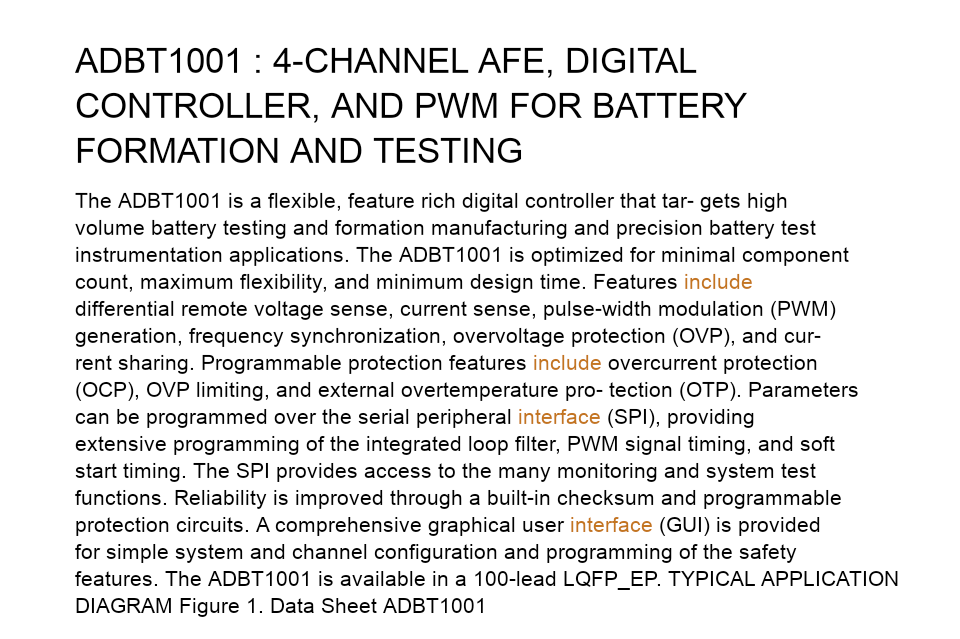 ADBT1001 : 4-CHANNEL AFE, DIGITAL
CONTROLLER, AND PWM FOR BATTERY
FORMATION AND TESTING
The ADBT1001 is a flexible, feature rich digital controller that tar- gets high
volume battery testing and formation manufacturing and precision battery test
instrumentation applications. The ADBT1001 is optimized for minimal component
count, maximum flexibility, and minimum design time. Features include
differential remote voltage sense, current sense, pulse-width modulation (PWM)
generation, frequency synchronization, overvoltage protection (OVP), and cur-
rent sharing. Programmable protection features include overcurrent protection
(OCP), OVP limiting, and external overtemperature pro- tection (OTP). Parameters
can be programmed over the serial peripheral interface (SPI), providing
extensive programming of the integrated loop filter, PWM signal timing, and soft
start timing. The SPI provides access to the many monitoring and system test
functions. Reliability is improved through a built-in checksum and programmable
protection circuits. A comprehensive graphical user interface (GUI) is provided
for simple system and channel configuration and programming of the safety
features. The ADBT1001 is available in a 100-lead LQFP_EP. TYPICAL APPLICATION
DIAGRAM Figure 1. Data Sheet ADBT1001